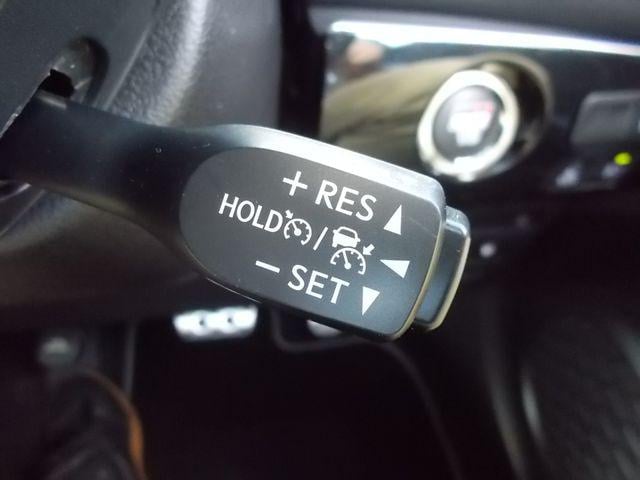 + RES
HOLD /
− SET